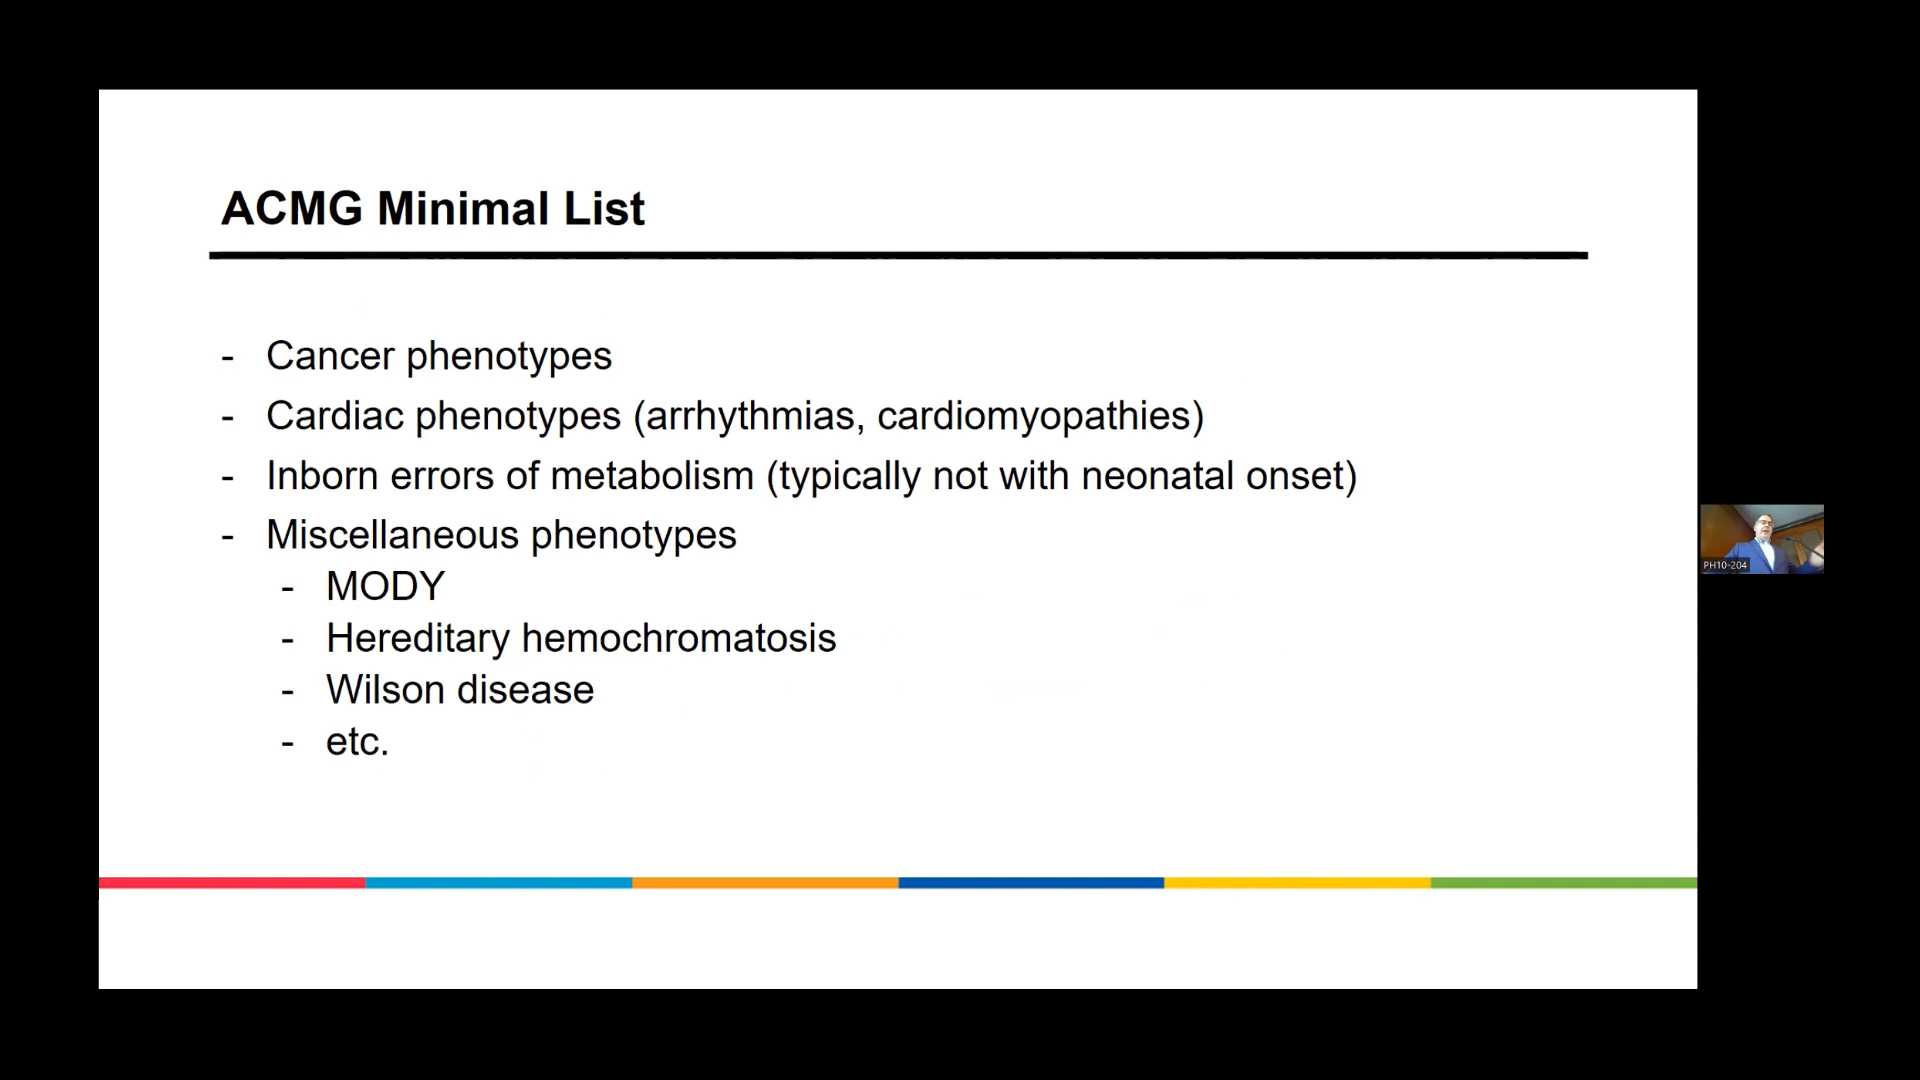 ACMG Minimal List
- Cancer phenotypes
- Cardiac phenotypes (arrhythmias, cardiomyopathies)
- Inborn errors of metabolism (typically not with neonatal onset)
- Miscellaneous phenotypes
- MODY
- Hereditary hemochromatosis
- Wilson disease
- etc.
PH10-204